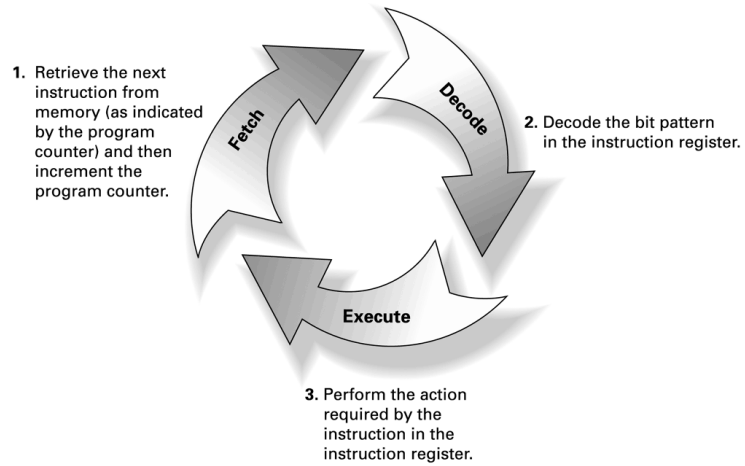 1. Retrieve the next
instruction from
memory (as indicated
by the program
counter) and then
increment the
program counter.
Fetch
Decode
2. Decode the bit pattern
in the instruction register.
Execute
3. Perform the action
required by the
instruction in the
instruction register.